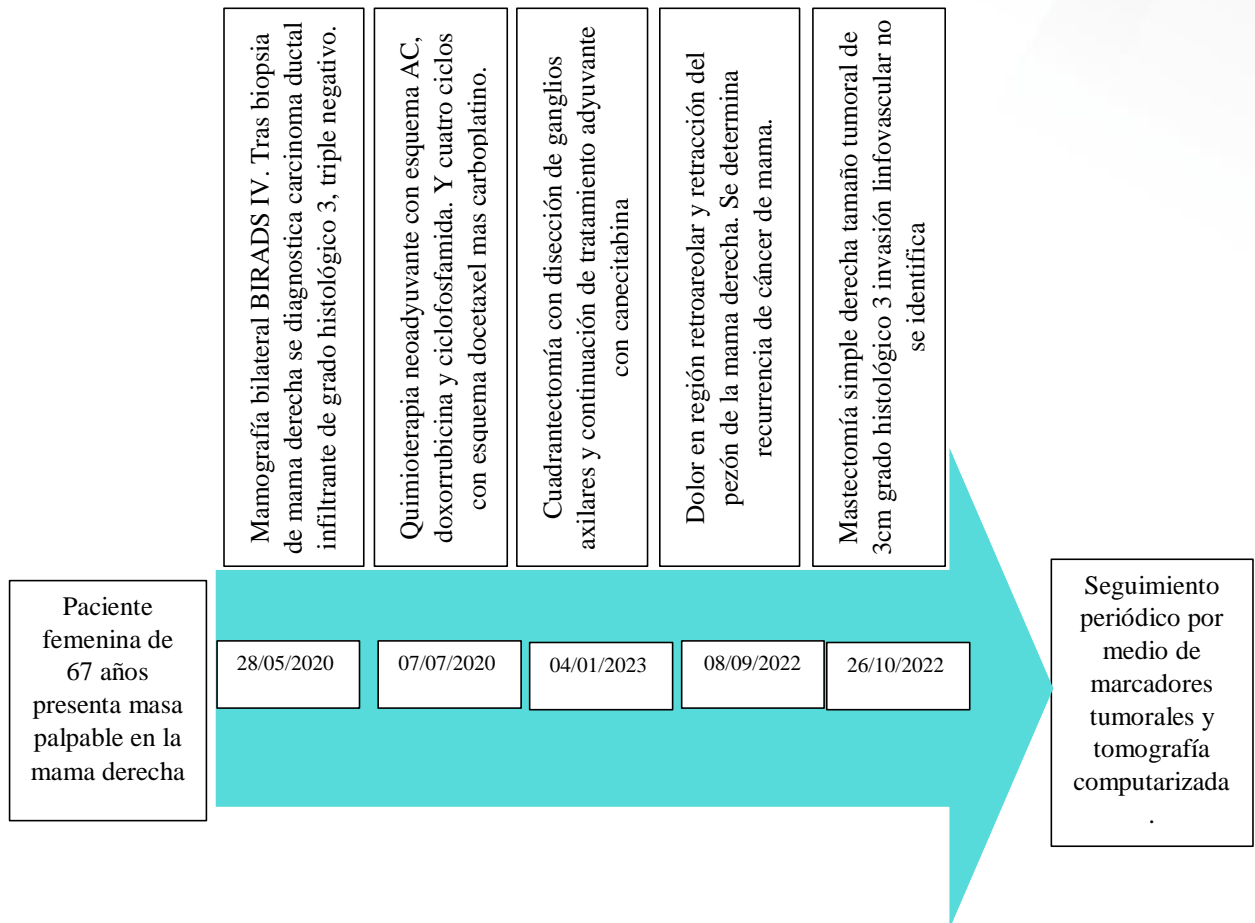 Paciente
femenina de
67 años
presenta masa
palpable en la
mama derecha
Mamografía bilateral BIRADS IV. Tras biopsia
de mama derecha se diagnostica carcinoma ductal
infiltrante de grado histológico 3, triple negativo.
28/05/2020
Quimioterapia neoadyuvante con esquema AC,
doxorrubicina y ciclofosfamida. Y cuatro ciclos
con esquema docetaxel mas carboplatino.
07/07/2020
Cuadrantectomía con disección de ganglios
axilares y continuación de tratamiento adyuvante
con capecitabina
04/01/2023
Dolor en región retroareolar y retracción del
pezón de la mama derecha. Se determina
recurrencia de cáncer de mama.
08/09/2022
Mastectomía simple derecha tamaño tumoral de
3cm grado histológico 3 invasión linfovascular no
se identifica
26/10/2022
Seguimiento
periódico por
medio de
marcadores
tumorales y
tomografía
computarizada
.